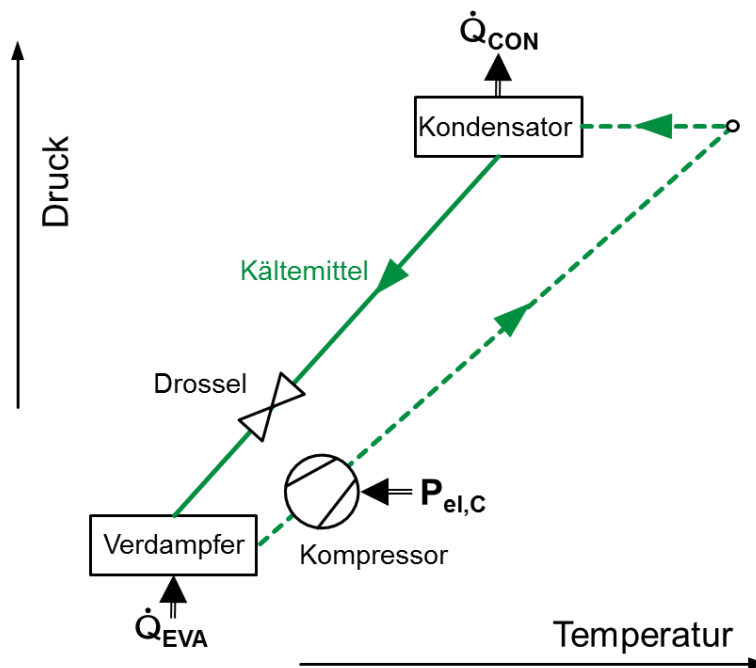 Q̇CON
Kondensator
Druck
Kältemittel
Drossel
Pel,C
Verdampfer
Kompressor
Q̇EVA
Temperatur